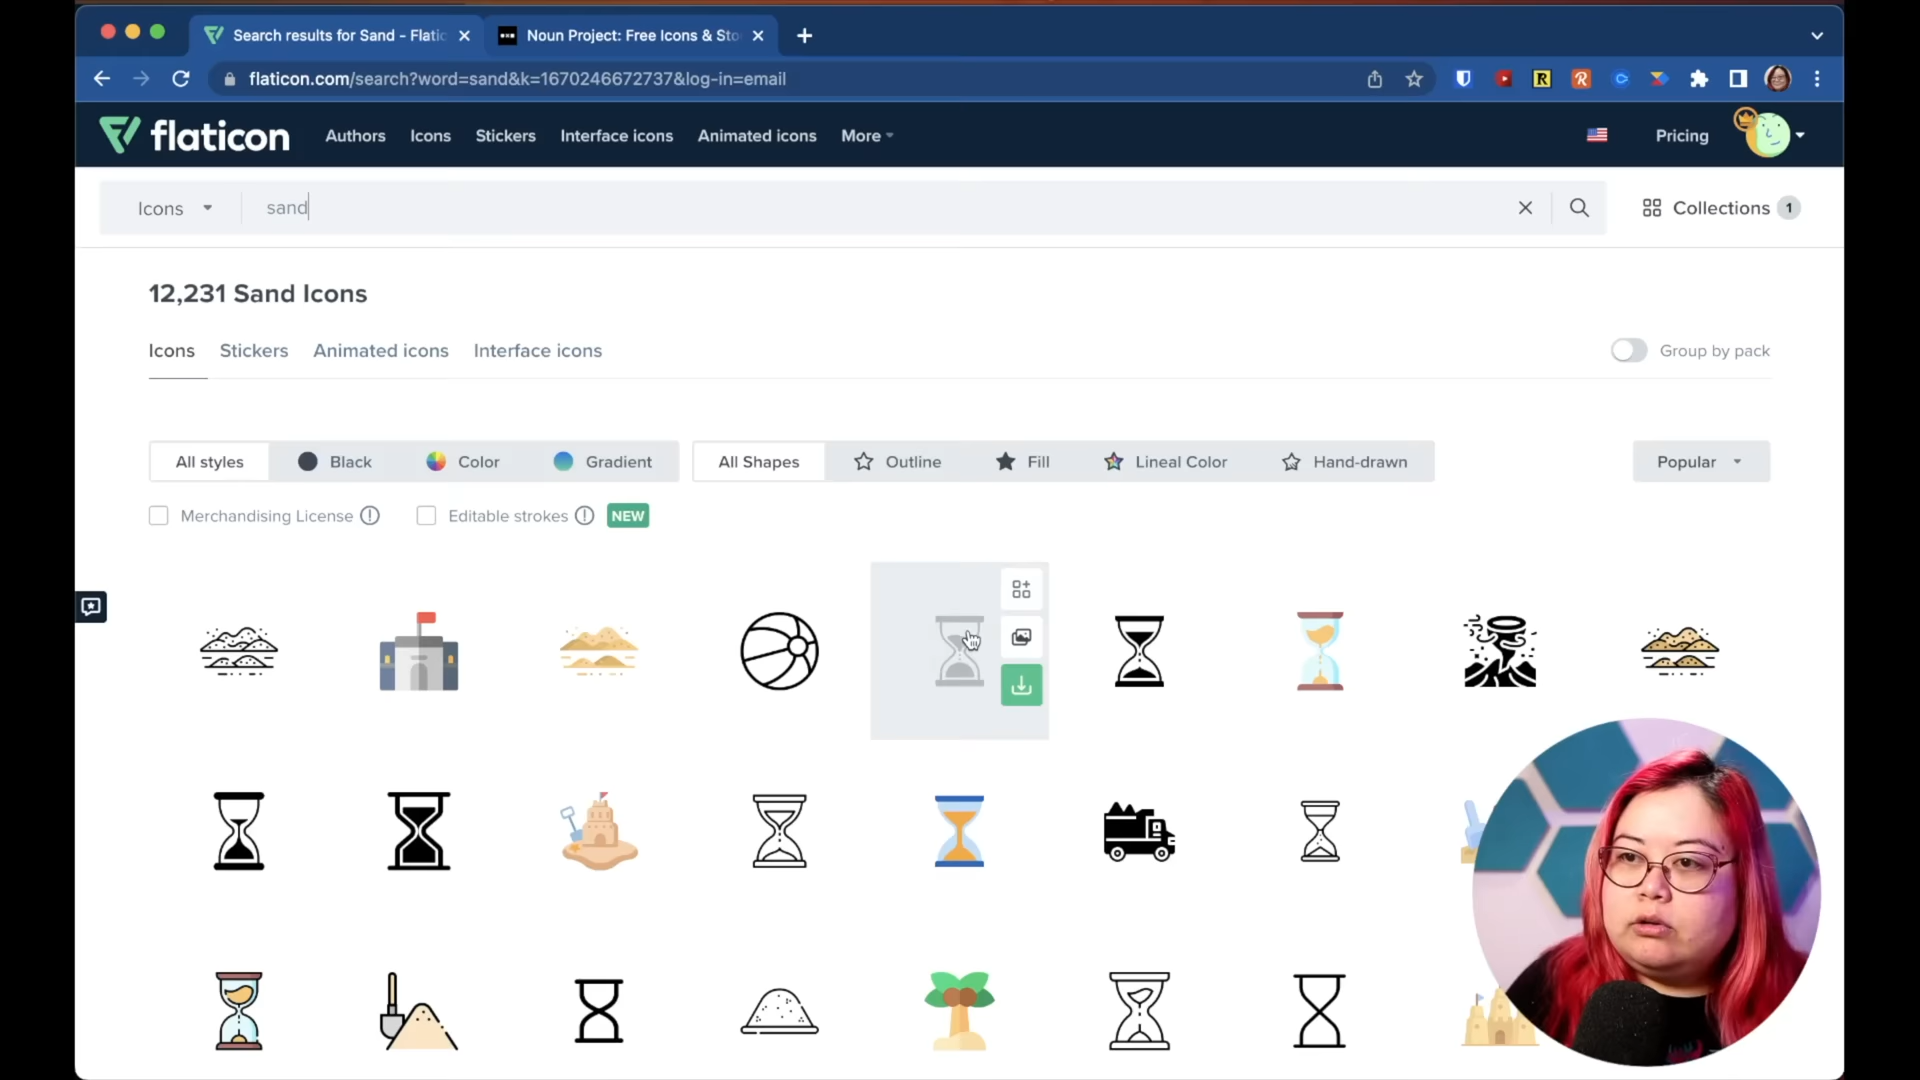 Search results for Sand - Flatic
Noun Project: Free Icons & Sto
flaticon.com/search?word=sand&k=1670246672737&log-in=email
flaticon
Authors
Icons
Stickers
Interface icons
Animated icons
More
Pricing
Icons
sand
Collections 1
12,231 Sand Icons
Icons
Stickers
Animated icons
Interface icons
Group by pack
All styles
Black
Color
Gradient
All Shapes
Outline
Fill
Lineal Color
Hand-drawn
Popular
Merchandising License
Editable strokes
NEW